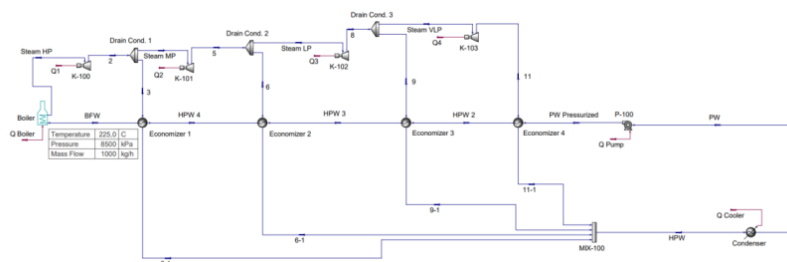 Drain Cond. 3
Drain Cond. 2
Drain Cond. 1
Steam VLP
8
Steam LP
Steam HP
2
Steam MP
5
Q4
K-103
Q3
K-102
Q1
K-100
Q2
K-101
3
6
9
11
Boiler
BFW
HPW 4
HPW 3
HPW 2
PW Pressurized
P-100
PW
Q Boiler
Economizer 1
Economizer 2
Economizer 3
Economizer 4
Q Pump
Temperature 225,0 C
Pressure 8500 kPa
Mass Flow 1000 kg/h
11-1
9-1
Q Cooler
6-1
MIX-100
HPW
Condenser